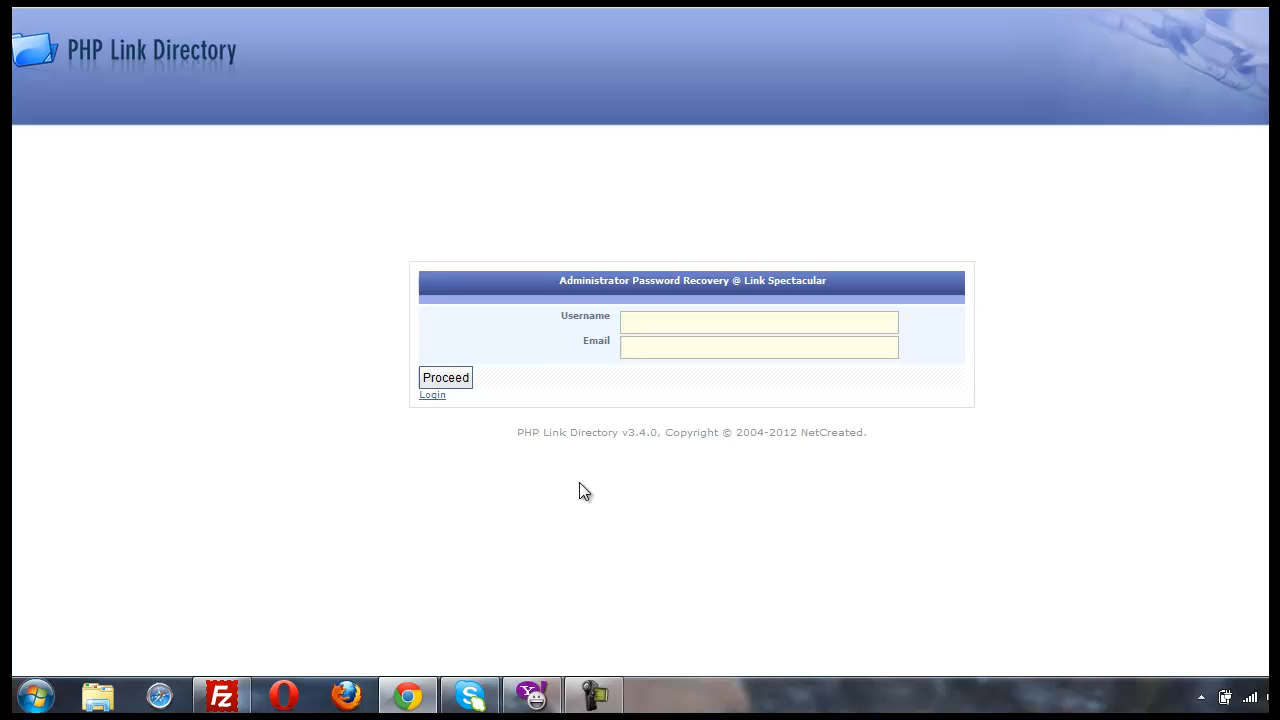 PHP Link Directory
Administrator Password Recovery @ Link Spectacular
Username
Email
Proceed
Login
PHP Link Directory v3.4.0, Copyright © 2004-2012 NetCreated.
Fz
Y!